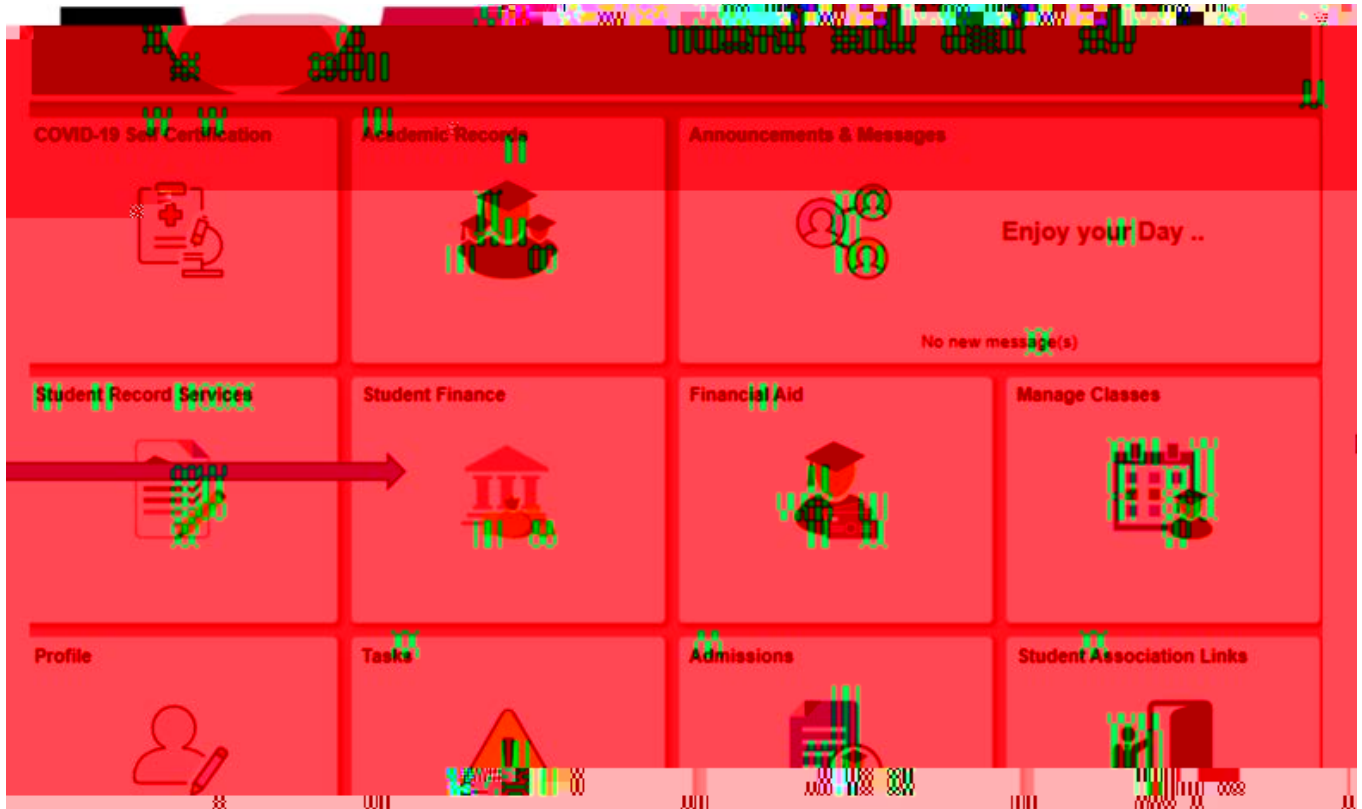 COVID-19 Self Certification
Academic Records
Announcements & Messages
Enjoy your Day ..
No new message(s)
Student Record Services
Student Finance
Financial Aid
Manage Classes
Profile
Tasks
Admissions
Student Association Links